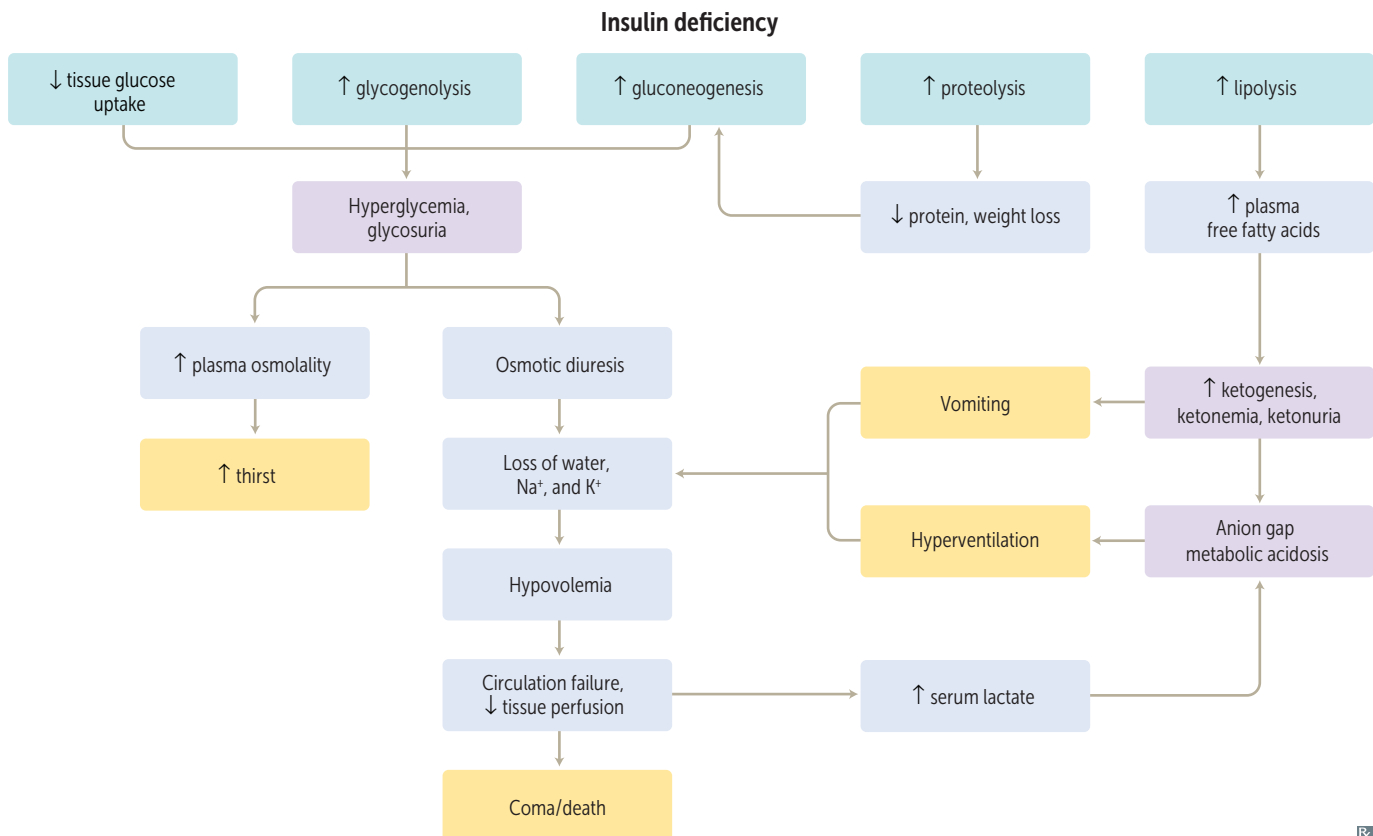 Insulin deficiency
↓ tissue glucose
uptake
↑ glycogenolysis
↑ gluconeogenesis
↑ proteolysis
↑ lipolysis
Hyperglycemia,
glycosuria
↓ protein, weight loss
↑ plasma
free fatty acids
↑ plasma osmolality
Osmotic diuresis
Vomiting
↑ ketogenesis,
ketonemia, ketonuria
↑ thirst
Loss of water,
Na⁺, and K⁺
Hyperventilation
Anion gap
metabolic acidosis
Hypovolemia
Circulation failure,
↓ tissue perfusion
↑ serum lactate
Coma/death
℞